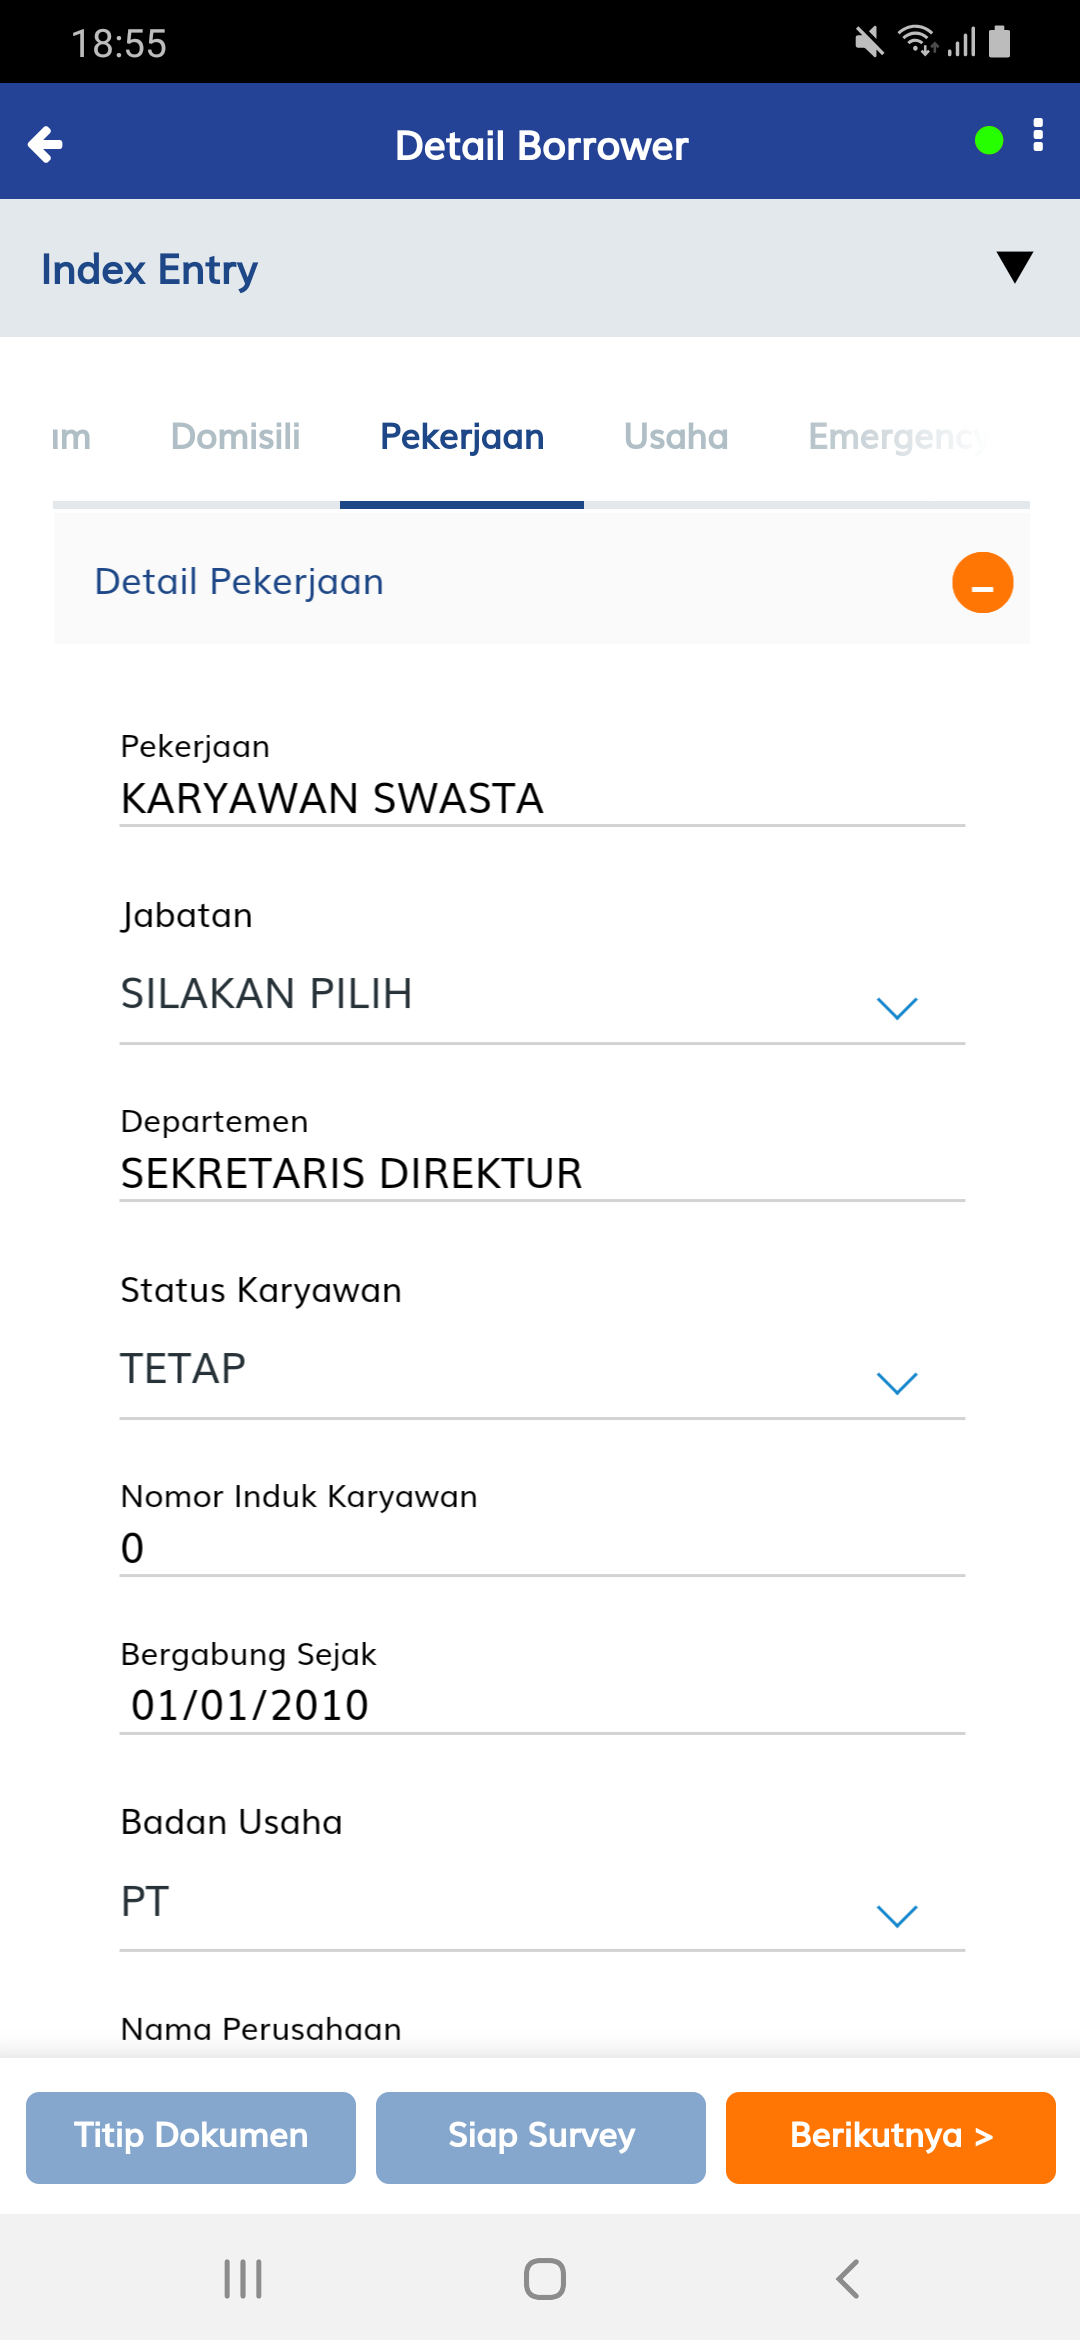 18:55
Detail Borrower
Index Entry
Domisili Pekerjaan Usaha Emergency
Detail Pekerjaan
Pekerjaan
KARYAWAN SWASTA
Jabatan
SILAKAN PILIH
Departemen
SEKRETARIS DIREKTUR
Status Karyawan
TETAP
Nomor Induk Karyawan
0
Bergabung Sejak
01/01/2010
Badan Usaha
PT
Nama Perusahaan
Titip Dokumen Siap Survey Berikutnya >